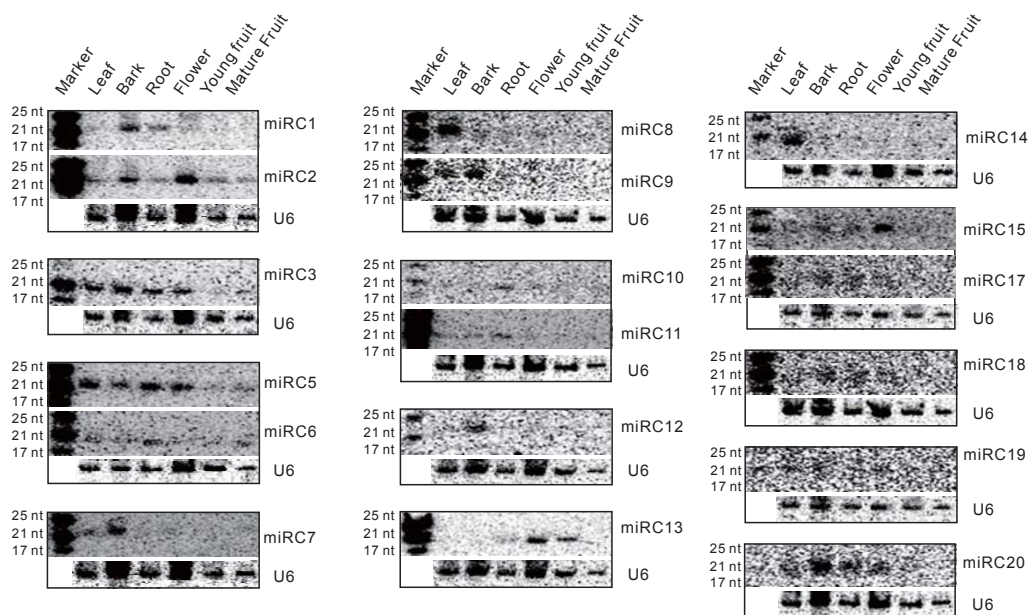 Marker Leaf Bark Root Flower Young fruit Mature Fruit
25 nt
21 nt
17 nt
miRC1
25 nt
21 nt
17 nt
miRC2
U6
25 nt
21 nt
17 nt
miRC3
U6
25 nt
21 nt
17 nt
miRC5
25 nt
21 nt
17 nt
miRC6
U6
25 nt
21 nt
17 nt
miRC7
U6
Marker Leaf Bark Root Flower Young fruit Mature Fruit
25 nt
21 nt
17 nt
miRC8
25 nt
21 nt
17 nt
miRC9
U6
25 nt
21 nt
17 nt
miRC10
25 nt
21 nt
17 nt
miRC11
U6
25 nt
21 nt
17 nt
miRC12
U6
25 nt
21 nt
17 nt
miRC13
U6
Marker Leaf Bark Root Flower Young fruit Mature Fruit
25 nt
21 nt
17 nt
miRC14
U6
25 nt
21 nt
17 nt
miRC15
25 nt
21 nt
17 nt
miRC17
U6
25 nt
21 nt
17 nt
miRC18
U6
25 nt
21 nt
17 nt
miRC19
U6
25 nt
21 nt
17 nt
miRC20
U6